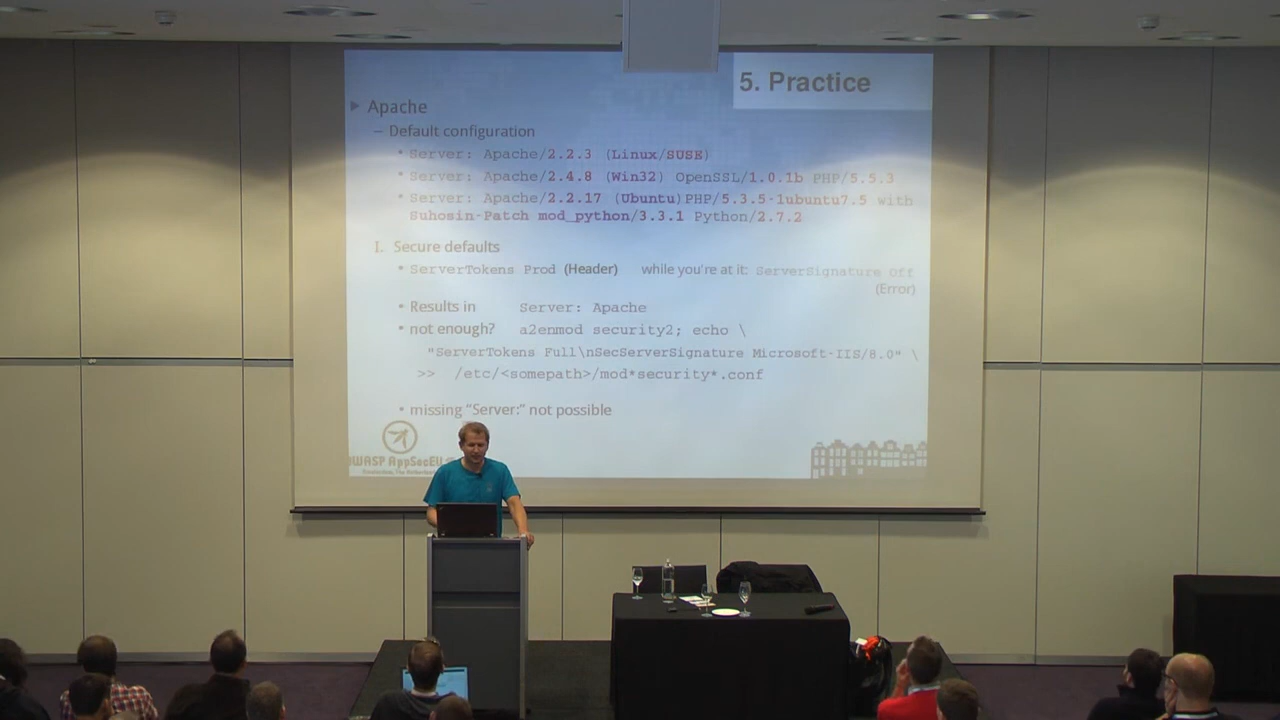 5. Practice
Apache
– Default configuration
• Server: Apache/2.2.3 (Linux/SUSE)
• Server: Apache/2.4.8 (Win32) OpenSSL/1.0.1b PHP/5.5.3
• Server: Apache/2.2.17 (Ubuntu)PHP/5.3.5-1ubuntu7.5 with
Suhosin-Patch mod_python/3.3.1 Python/2.7.2
I. Secure defaults
• ServerTokens Prod (Header) while you're at it: ServerSignature Off
(Error)
• Results in Server: Apache
• not enough? a2enmod security2; echo \
"ServerTokens Full\nSecServerSignature Microsoft-IIS/8.0" \
>> /etc/<somepath>/mod*security*.conf
• missing "Server:" not possible
OWASP AppSecEU